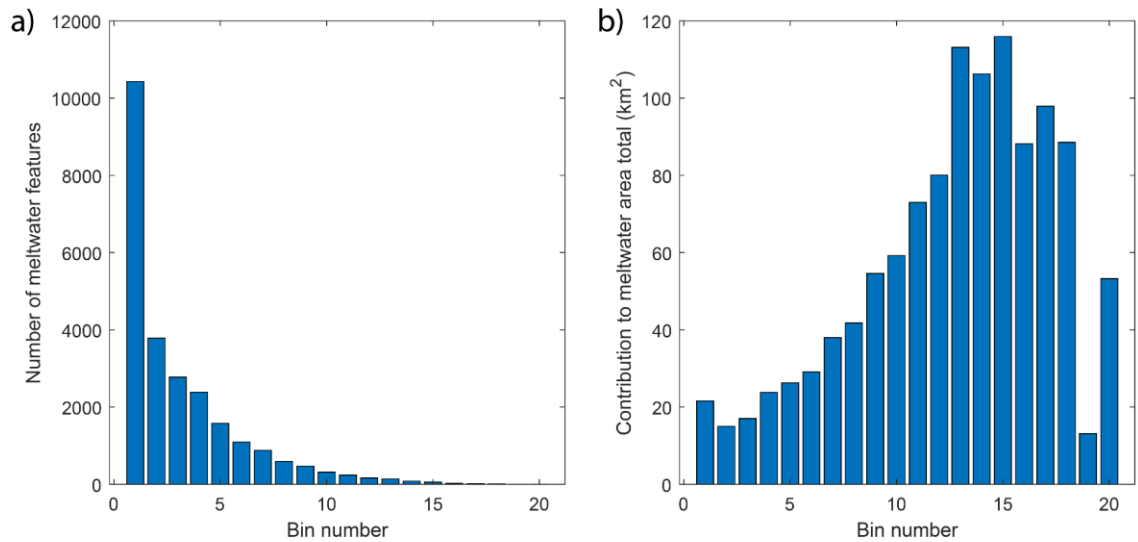 a)
Number of meltwater features
12000
10000
8000
6000
4000
2000
0
0 5 10 15 20
Bin number
b)
Contribution to meltwater area total (km²)
120
100
80
60
40
20
0
0 5 10 15 20
Bin number